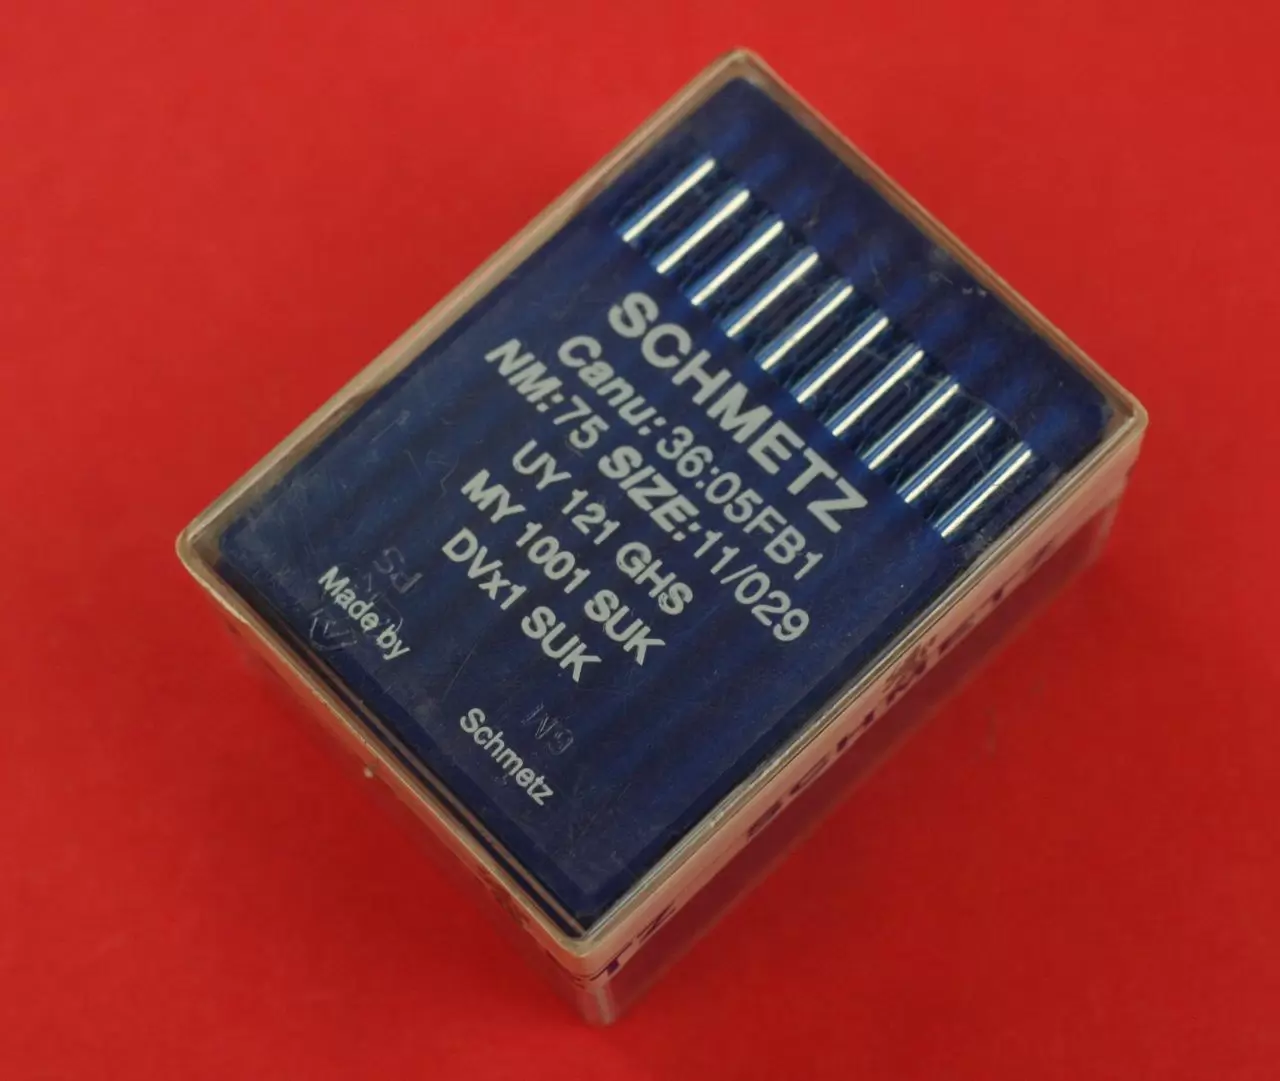 SCHMETZ
Canu: 36:05FB1
NM:75 SIZE:11/029
UY 121 GHS
MY 1001 SUK
DVx1 SUK
Made by
Schmetz
SCHMETZ